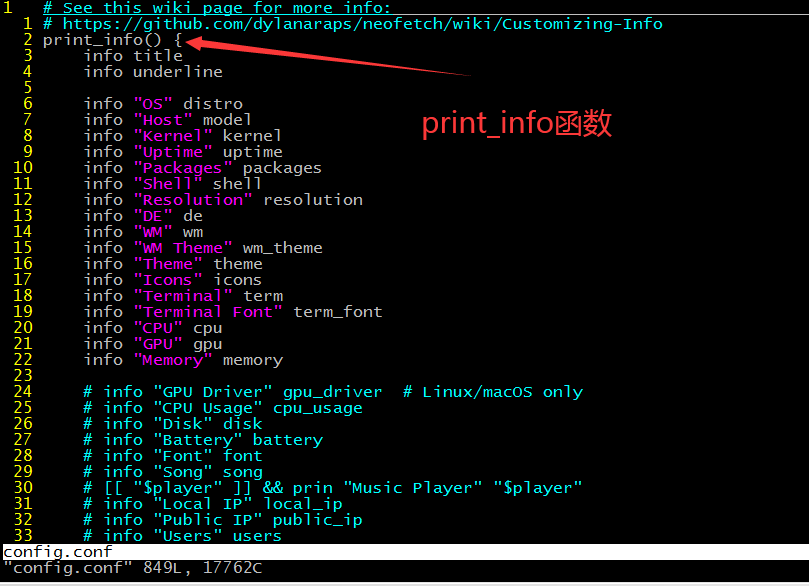 1   # See this wiki page for more info:
  1 # https://github.com/dylanaraps/neofetch/wiki/Customizing-Info
  2 print_info() {
  3     info title
  4     info underline
  5
  6     info "OS" distro
  7     info "Host" model
  8     info "Kernel" kernel
  9     info "Uptime" uptime
 10     info "Packages" packages
 11     info "Shell" shell
 12     info "Resolution" resolution
 13     info "DE" de
 14     info "WM" wm
 15     info "WM Theme" wm_theme
 16     info "Theme" theme
 17     info "Icons" icons
 18     info "Terminal" term
 19     info "Terminal Font" term_font
 20     info "CPU" cpu
 21     info "GPU" gpu
 22     info "Memory" memory
 23
 24     # info "GPU Driver" gpu_driver  # Linux/macOS only
 25     # info "CPU Usage" cpu_usage
 26     # info "Disk" disk
 27     # info "Battery" battery
 28     # info "Font" font
 29     # info "Song" song
 30     # [[ "$player" ]] && prin "Music Player" "$player"
 31     # info "Local IP" local_ip
 32     # info "Public IP" public_ip
 33     # info "Users" users
config.conf
"config.conf" 849L, 17762C
print_info函数